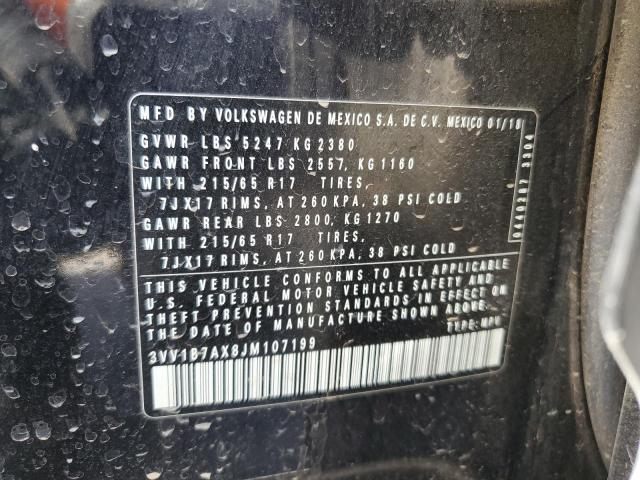 MFD BY VOLKSWAGEN DE MEXICO S.A. DE C.V. MEXICO 01/18
GVWR LBS 5247 KG 2380
GAWR FRONT LBS 2557, KG 1160
WITH 215/65 R17 TIRES,
7JX17 RIMS, AT 260 KPA, 38 PSI COLD
GAWR REAR LBS 2800, KG 1270
WITH 215/65 R17 TIRES,
7JX17 RIMS, AT 260 KPA, 38 PSI COLD
THIS VEHICLE CONFORMS TO ALL APPLICABLE
U.S. FEDERAL MOTOR VEHICLE SAFETY AND
THEFT PREVENTION STANDARDS IN EFFECT ON
THE DATE OF MANUFACTURE SHOWN ABOVE.
TYPE: MPV
3VV1B7AX8JM107199